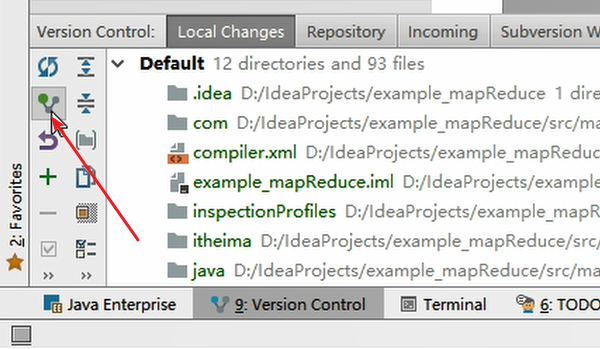 Version Control: Local Changes Repository Incoming Subversion W
Default 12 directories and 93 files
.idea D:/IdeaProjects/example_mapReduce 1 dire
com D:/IdeaProjects/example_mapReduce/src/ma
compiler.xml D:/IdeaProjects/example_mapReduc
example_mapReduce.iml D:/IdeaProjects/exampl
inspectionProfiles D:/IdeaProjects/example_mapR
itheima D:/IdeaProjects/example_mapReduce/src/
java D:/IdeaProjects/example_mapReduce/src/ma
2: Favorites
Java Enterprise 9: Version Control Terminal 6: TODO